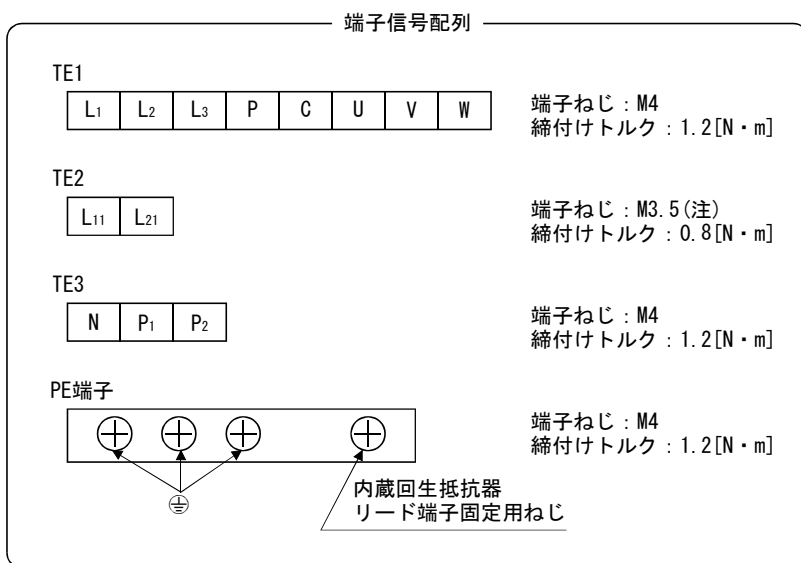 端子信号配列
TE1
L1 L2 L3 P C U V W
端子ねじ：M4
締付けトルク：1.2[N・m]
TE2
L11 L21
端子ねじ：M3.5(注)
締付けトルク：0.8[N・m]
TE3
N P1 P2
端子ねじ：M4
締付けトルク：1.2[N・m]
PE端子
端子ねじ：M4
締付けトルク：1.2[N・m]
内蔵回生抵抗器
リード端子固定用ねじ